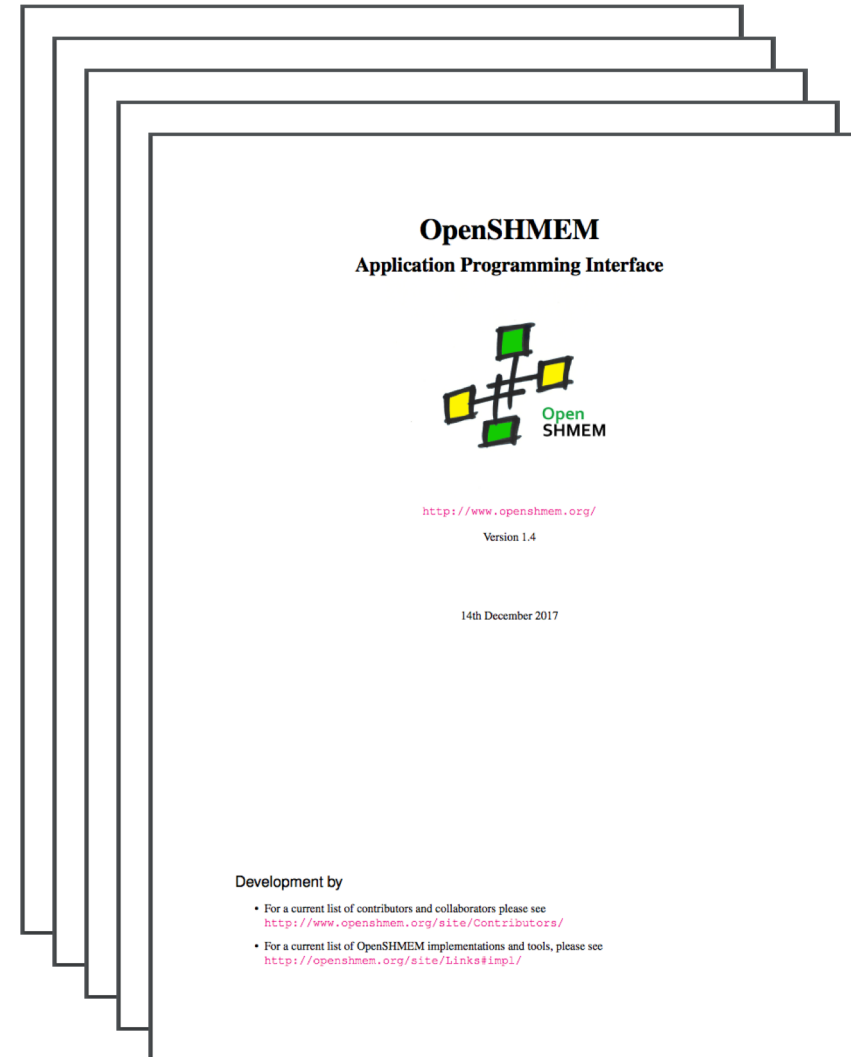 OpenSHMEM
Application Programming Interface
Open
SHMEM
http://www.openshmem.org/
Version 1.4
14th December 2017
Development by
• For a current list of contributors and collaborators please see
http://www.openshmem.org/site/Contributors/
• For a current list of OpenSHMEM implementations and tools, please see
http://openshmem.org/site/Links#impl/